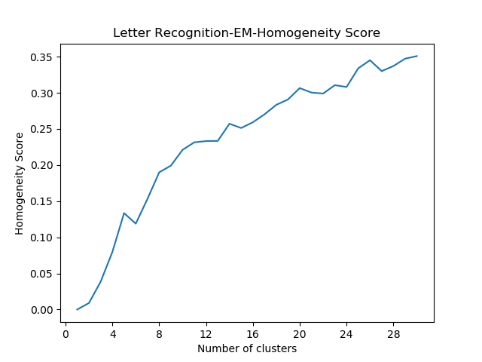 Letter Recognition-EM-Homogeneity Score
0.35
0.30
0.25
0.20
0.15
0.10
0.05
0.00
Homogeneity Score
0 4 8 12 16 20 24 28
Number of clusters